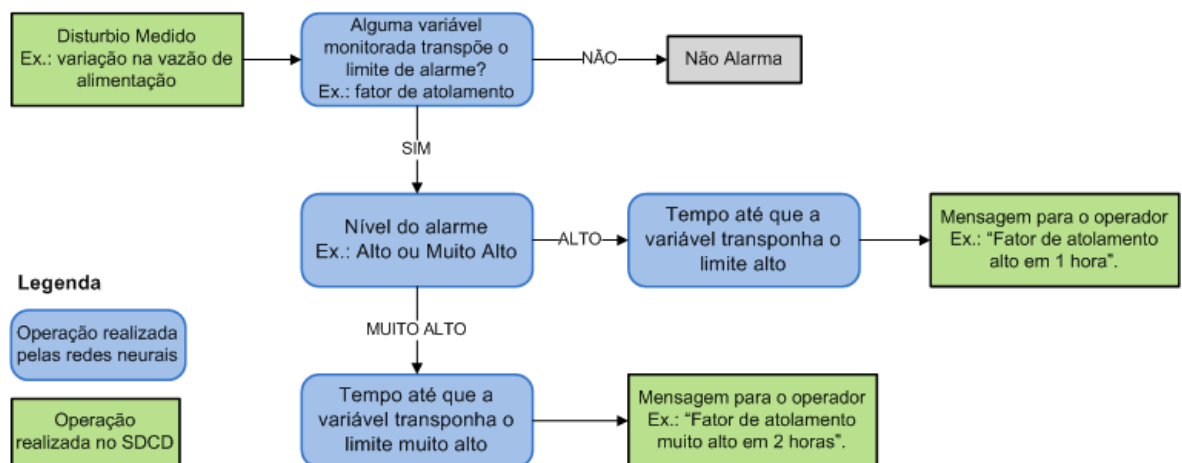 Disturbio Medido
Ex.: variação na vazão de
alimentação
Alguma variável
monitorada transpõe o
limite de alarme?
Ex.: fator de atolamento
NÃO
Não Alarma
SIM
Nível do alarme
Ex.: Alto ou Muito Alto
ALTO
Tempo até que a
variável transponha o
limite alto
Mensagem para o operador
Ex.: “Fator de atolamento
alto em 1 hora”.
MUITO ALTO
Tempo até que a
variável transponha o
limite muito alto
Mensagem para o operador
Ex.: “Fator de atolamento
muito alto em 2 horas”.
Legenda
Operação realizada
pelas redes neurais
Operação
realizada no SDCD